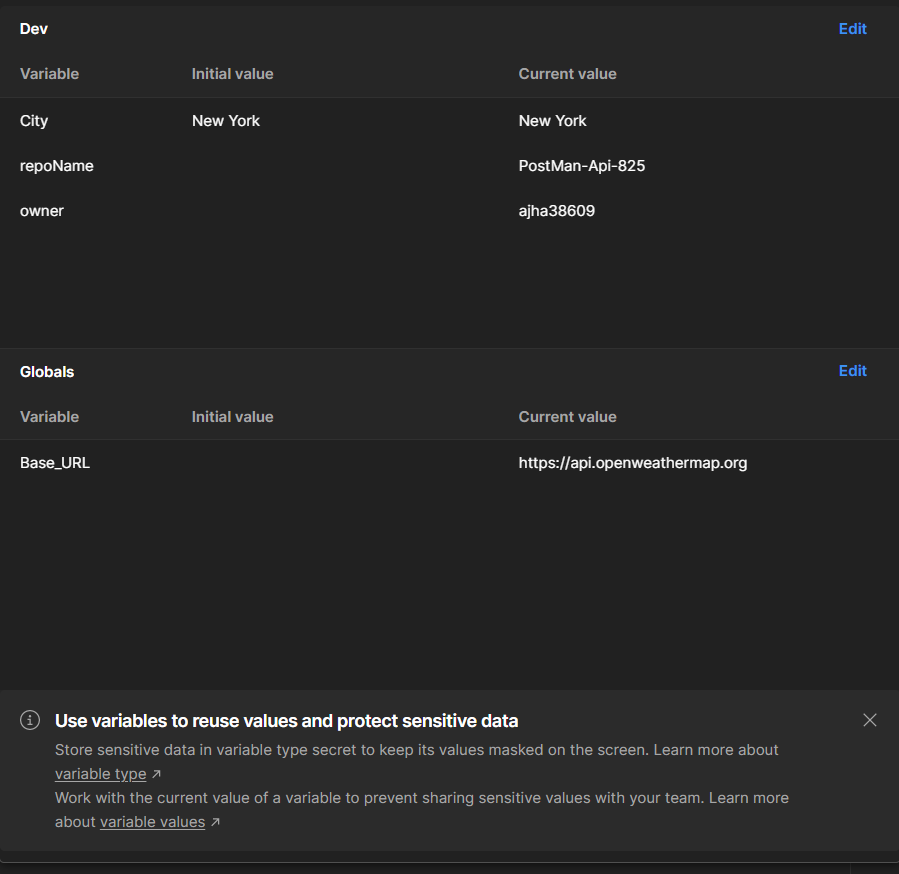 Dev Edit
Variable Initial value Current value
City New York New York
repoName PostMan-Api-825
owner ajha38609
Globals Edit
Variable Initial value Current value
Base_URL https://api.openweathermap.org
Use variables to reuse values and protect sensitive data
Store sensitive data in variable type secret to keep its values masked on the screen. Learn more about
variable type ↗
Work with the current value of a variable to prevent sharing sensitive values with your team. Learn more
about variable values ↗